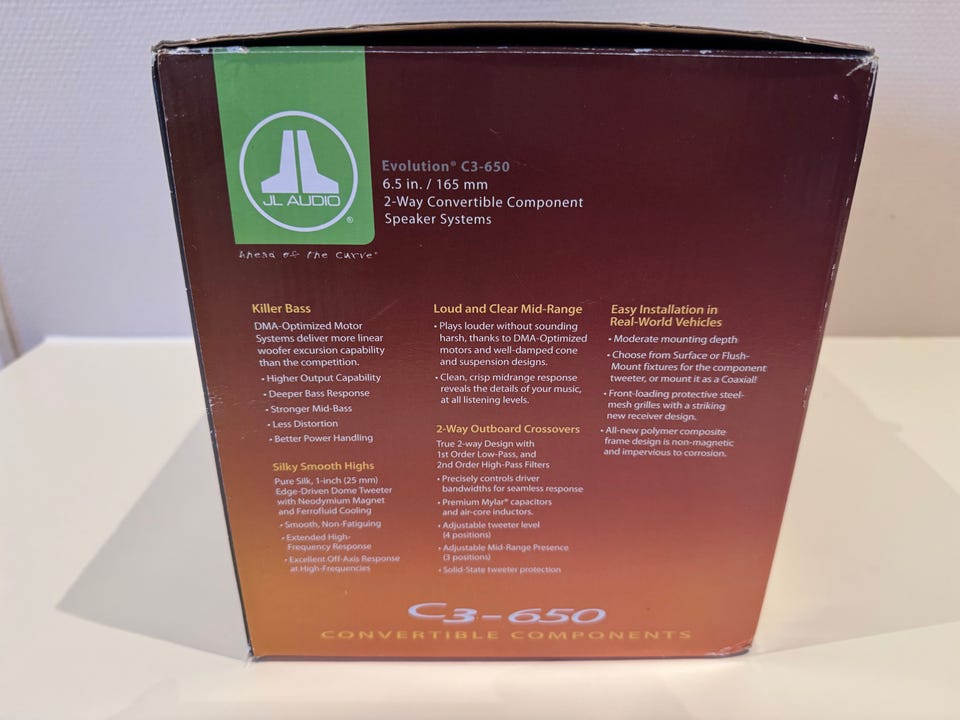 JL AUDIO
®
Ahead of the Curve®
Evolution® C3-650
6.5 in. / 165 mm
2-Way Convertible Component
Speaker Systems
Killer Bass
DMA-Optimized Motor
Systems deliver more linear
woofer excursion capability
than the competition.
• Higher Output Capability
• Deeper Bass Response
• Stronger Mid-Bass
• Less Distortion
• Better Power Handling
Silky Smooth Highs
Pure Silk, 1-inch (25 mm)
Edge-Driven Dome Tweeter
with Neodymium Magnet
and Ferrofluid Cooling
• Smooth, Non-Fatiguing
• Extended High-
Frequency Response
• Excellent Off-Axis Response
at High-Frequencies
Loud and Clear Mid-Range
• Plays louder without sounding
harsh, thanks to DMA-Optimized
motors and well-damped cone
and suspension designs.
• Clean, crisp midrange response
reveals the details of your music,
at all listening levels.
2-Way Outboard Crossovers
True 2-way Design with
1st Order Low-Pass, and
2nd Order High-Pass Filters
• Precisely controls driver
bandwidths for seamless response
• Premium Mylar® capacitors
and air-core inductors.
• Adjustable tweeter level
(4 positions)
• Adjustable Mid-Range Presence
(3 positions)
• Solid-State tweeter protection
Easy Installation in
Real-World Vehicles
• Moderate mounting depth
• Choose from Surface or Flush-
Mount fixtures for the component
tweeter, or mount it as a Coaxial!
• Front-loading protective steel-
mesh grilles with a striking
new receiver design.
• All-new polymer composite
frame design is non-magnetic
and impervious to corrosion.
C3-650
CONVERTIBLE COMPONENTS